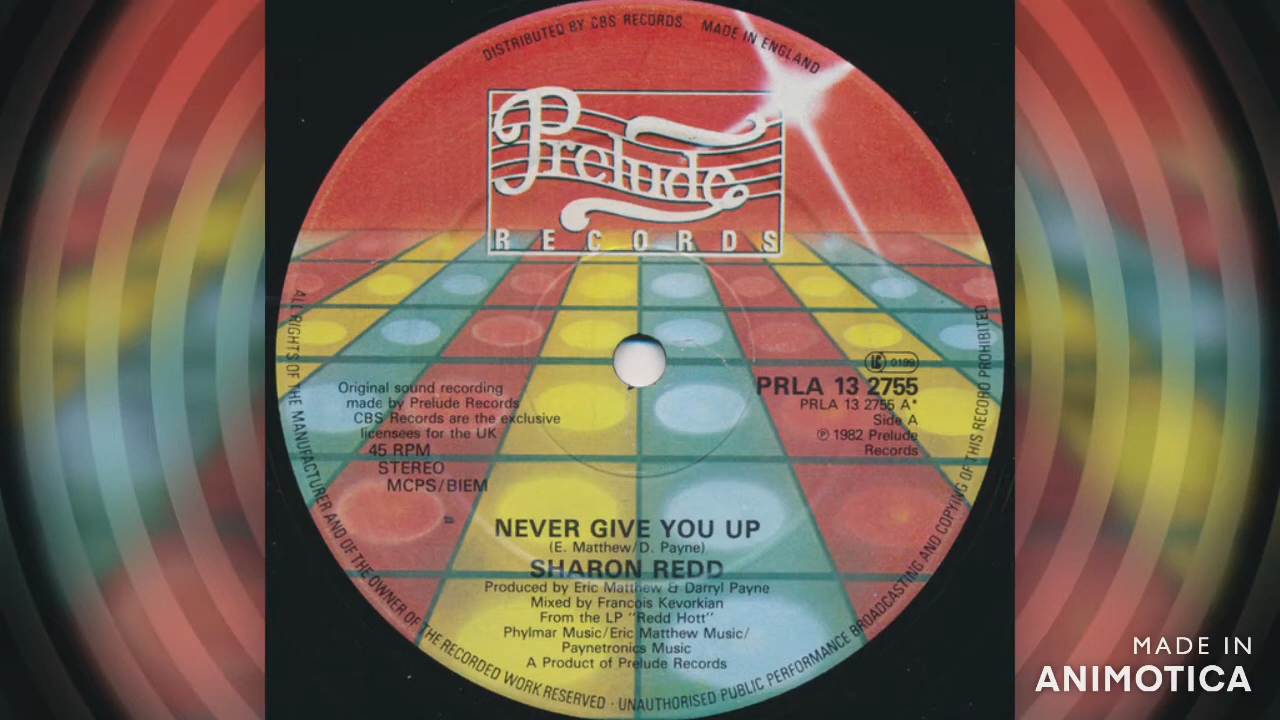 DISTRIBUTED BY CBS RECORDS. MADE IN ENGLAND
Prelude
RECORDS
ALL RIGHTS OF THE MANUFACTURER AND OF THE OWNER OF THE RECORDED WORK RESERVED · UNAUTHORISED PUBLIC PERFORMANCE BROADCASTING AND COPYING OF THIS RECORD PROHIBITED
Original sound recording
made by Prelude Records
CBS Records are the exclusive
licensees for the UK
45 RPM
STEREO
MCPS/BIEM
LC 0199
PRLA 13 2755
PRLA 13 2755 A*
Side A
℗ 1982 Prelude
Records
NEVER GIVE YOU UP
(E. Matthew/D. Payne)
SHARON REDD
Produced by Eric Matthew & Darryl Payne
Mixed by Francois Kevorkian
From the LP "Redd Hott"
Phylmar Music/Eric Matthew Music/
Paynetronics Music
A Product of Prelude Records
MADE IN
ANIMOTICA